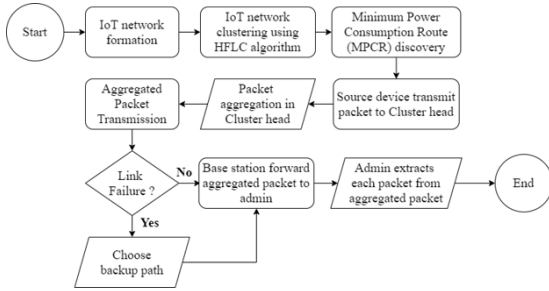 Start
IoT network
formation
IoT network
clustering using
HFLC algorithm
Minimum Power
Consumption Route
(MPCR) discovery
Source device transmit
packet to Cluster head
Packet
aggregation in
Cluster head
Aggregated
Packet
Transmission
Link
Failure ?
No
Yes
Choose
backup path
Base station forward
aggregated packet to
admin
Admin extracts
each packet from
aggregated packet
End